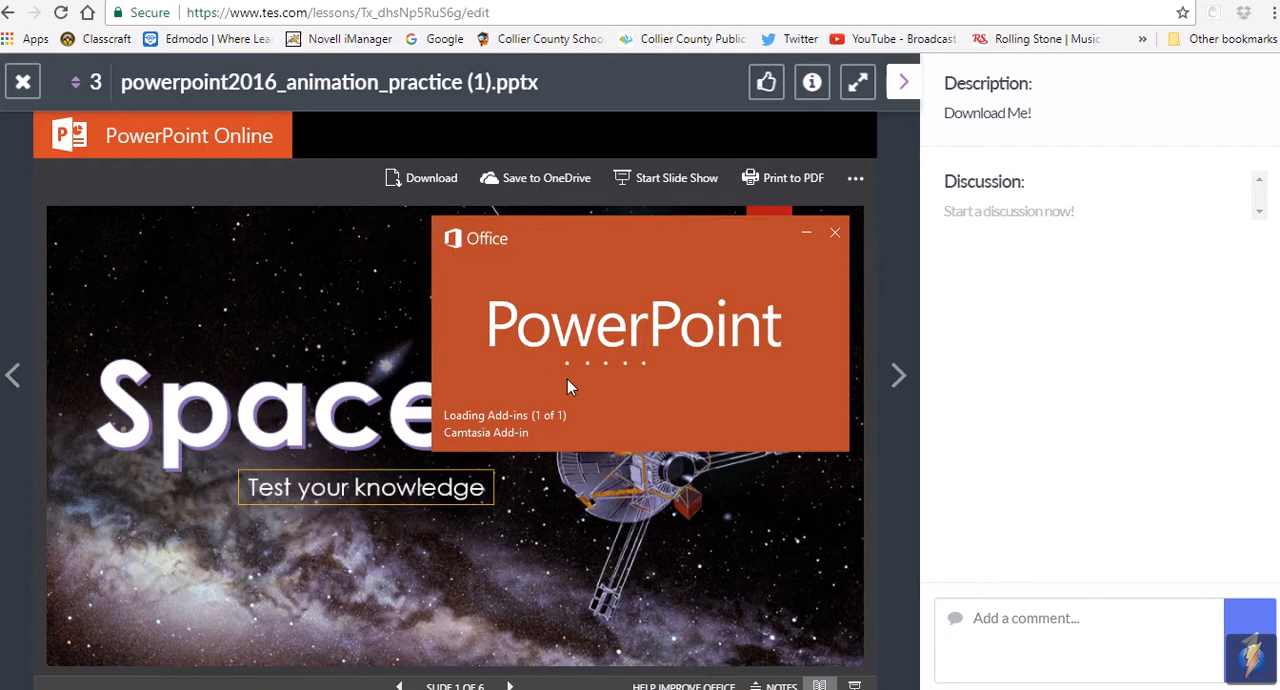 Secure https://www.tes.com/lessons/Tx_dhsNp5RuS6g/edit
Apps Classcraft Edmodo | Where Lea Novell iManager Google Collier County Schoo Collier County Public Twitter YouTube - Broadcast Rolling Stone | Music » Other bookmarks
3 powerpoint2016_animation_practice (1).pptx
PowerPoint Online
Download Save to OneDrive Start Slide Show Print to PDF
Office
PowerPoint
Loading Add-ins (1 of 1)
Camtasia Add-in
Space
Test your knowledge
SLIDE 1 OF 6 HELP IMPROVE OFFICE NOTES
Description:
Download Me!
Discussion:
Start a discussion now!
Add a comment...